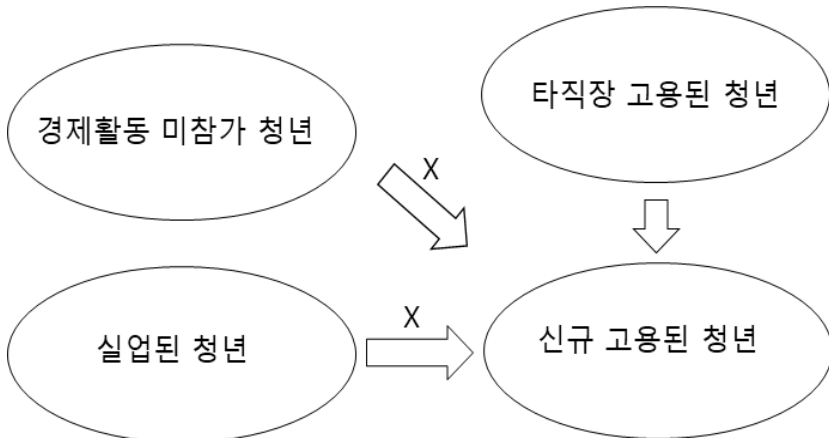 타직장 고용된 청년
경제활동 미참가 청년
X
X
실업된 청년
신규 고용된 청년